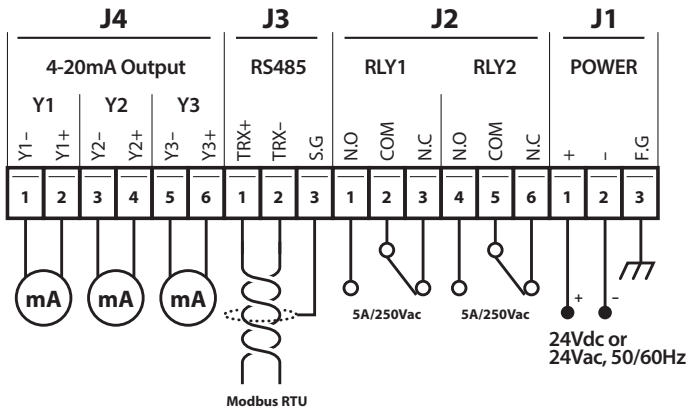 J4 J3 J2 J1
4-20mA Output RS485 RLY1 RLY2 POWER
Y1 Y2 Y3
Y1– Y1+ Y2– Y2+ Y3– Y3+ TRX+ TRX– S.G N.O COM N.C N.O COM N.C + – F.G
1 2 3 4 5 6 1 2 3 1 2 3 4 5 6 1 2 3
mA mA mA
+ –
5A/250Vac 5A/250Vac
24Vdc or
24Vac, 50/60Hz
Modbus RTU